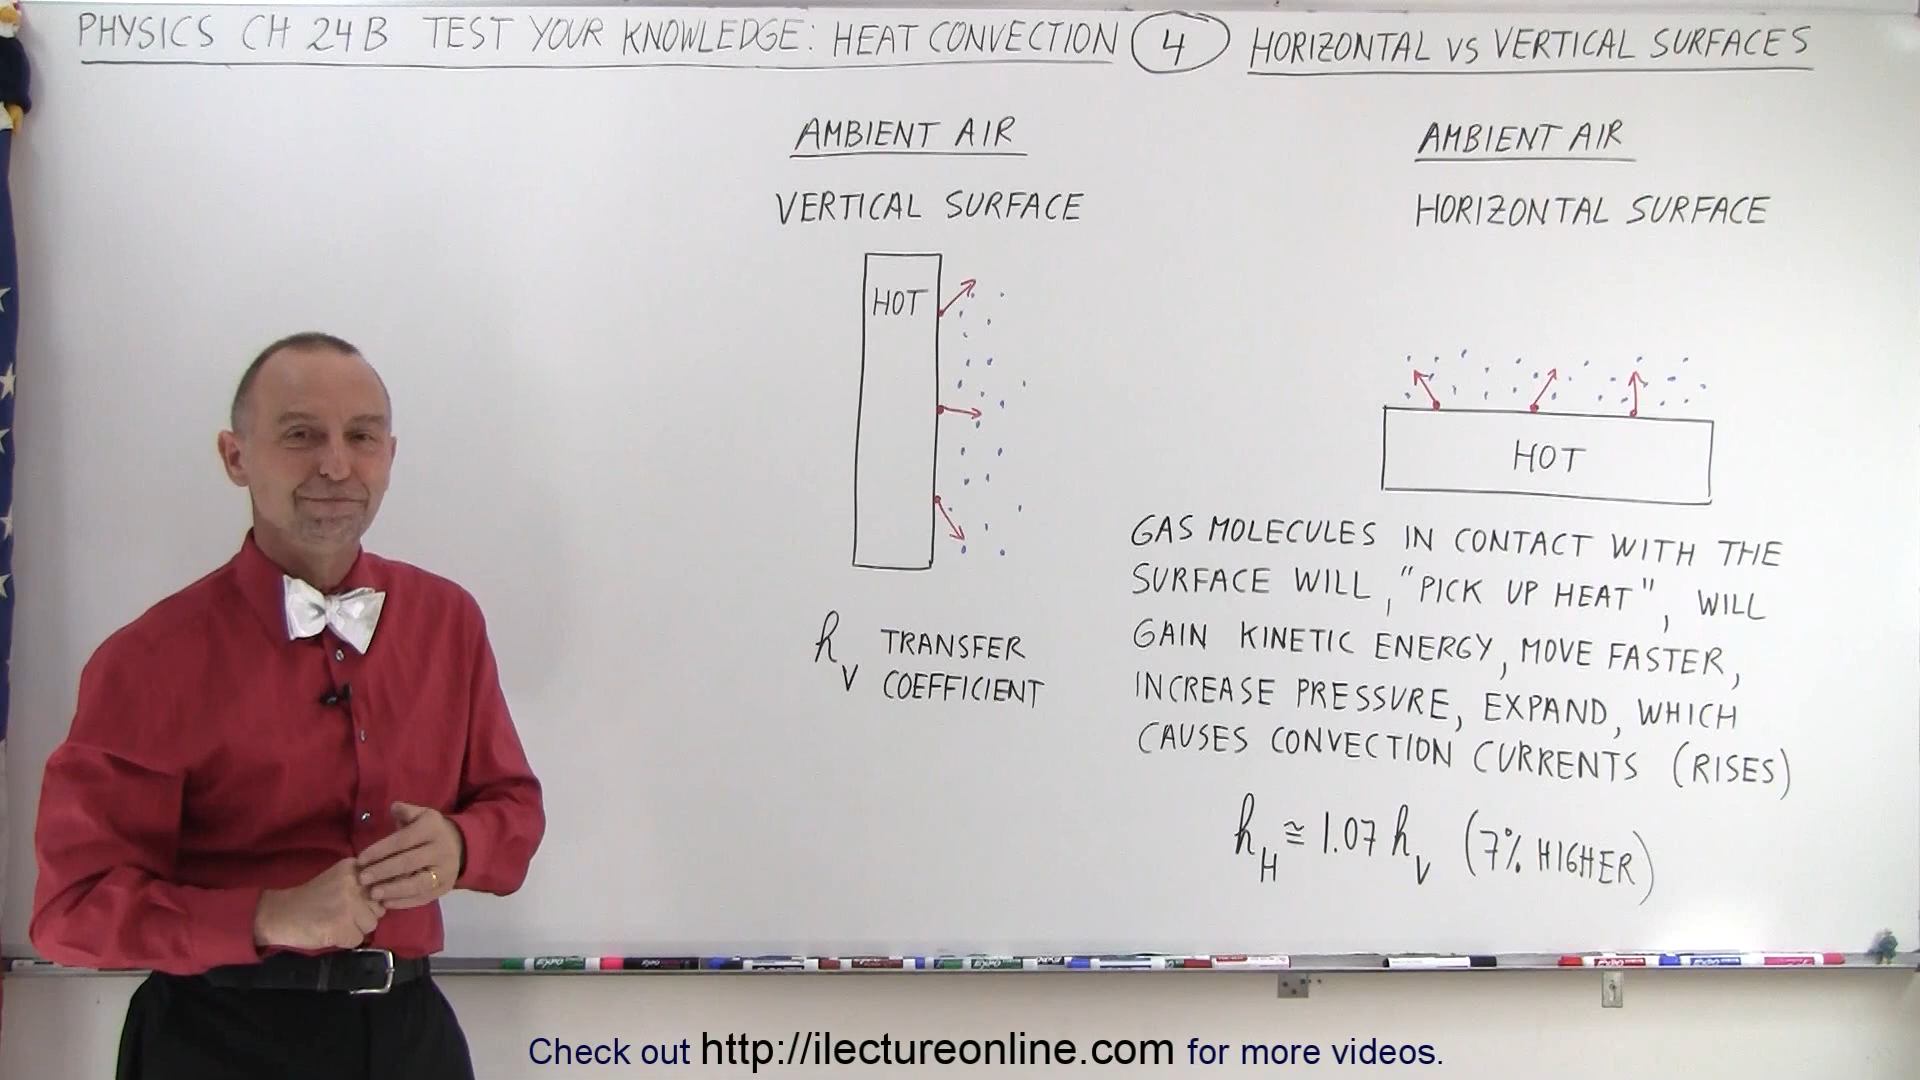 PHYSICS CH 24B TEST YOUR KNOWLEDGE: HEAT CONVECTION 4 HORIZONTAL VS VERTICAL SURFACES
AMBIENT AIR
VERTICAL SURFACE
HOT
h_V TRANSFER
COEFFICIENT
AMBIENT AIR
HORIZONTAL SURFACE
HOT
GAS MOLECULES IN CONTACT WITH THE
SURFACE WILL, "PICK UP HEAT", WILL
GAIN KINETIC ENERGY, MOVE FASTER,
INCREASE PRESSURE, EXPAND, WHICH
CAUSES CONVECTION CURRENTS (RISES)
h_H ≅ 1.07 h_V (7% HIGHER)
Check out http://ilectureonline.com for more videos.